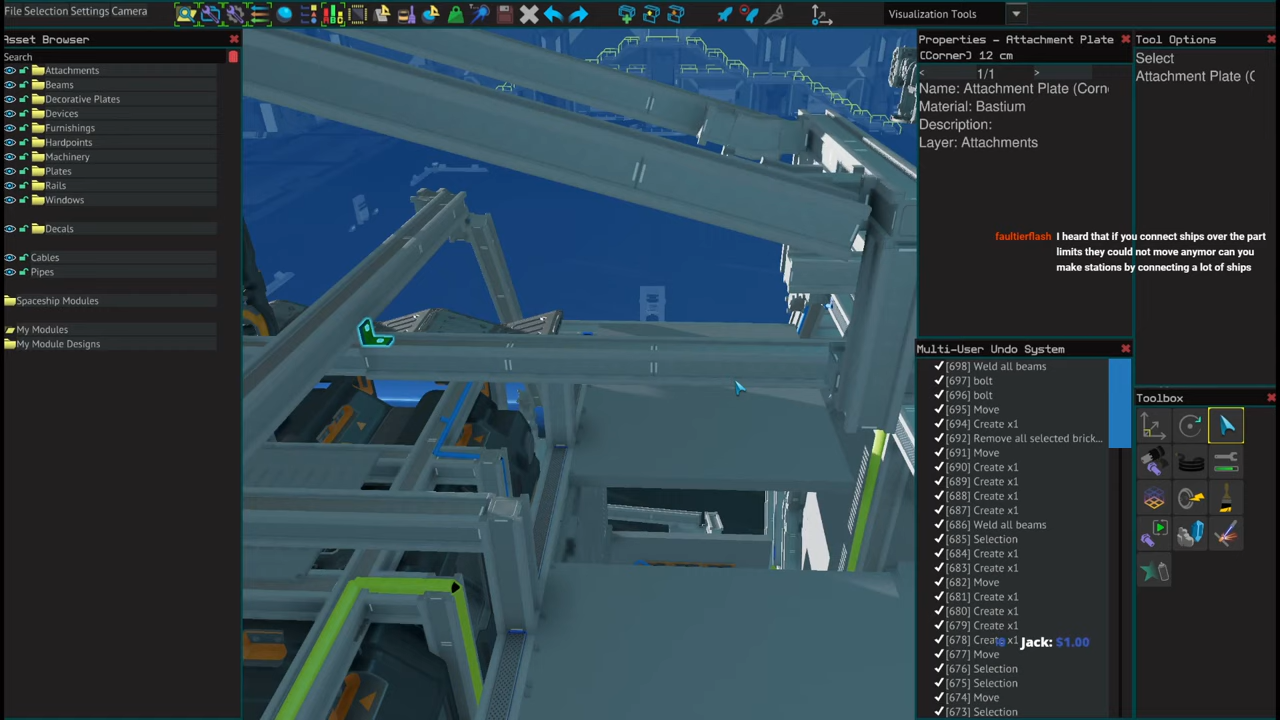 File Selection Settings Camera
Visualization Tools
Asset Browser
Search
Attachments
Beams
Decorative Plates
Devices
Furnishings
Hardpoints
Machinery
Plates
Rails
Windows
Decals
Cables
Pipes
Spaceship Modules
My Modules
My Module Designs
Properties - Attachment Plate
(Corner) 12 cm
< 1/1 >
Name: Attachment Plate (Corn
Material: Bastium
Description:
Layer: Attachments
Tool Options
Select
Attachment Plate (C
faultierflash I heard that if you connect ships over the part
limits they could not move anymor can you
make stations by connecting a lot of ships
Multi-User Undo System
[698] Weld all beams
[697] bolt
[696] bolt
[695] Move
[694] Create x1
[692] Remove all selected brick...
[691] Move
[690] Create x1
[689] Create x1
[688] Create x1
[687] Create x1
[686] Weld all beams
[685] Selection
[684] Create x1
[683] Create x1
[682] Move
[681] Create x1
[680] Create x1
[679] Create x1
[678] Create x1
[677] Move
[676] Selection
[675] Selection
[674] Move
[673] Selection
Jack: $1.00
Toolbox